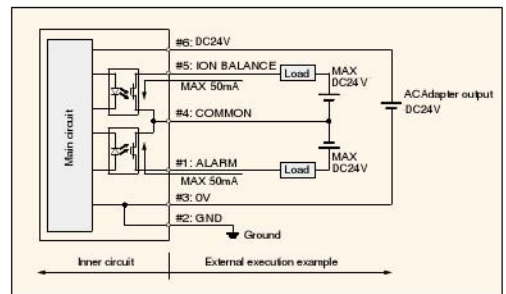 #6: DC24V
#5: ION BALANCE
Load
MAX
DC24V
MAX 50mA
ACAdapter output
DC24V
#4: COMMON
Main circuit
MAX
DC24V
#1: ALARM
Load
MAX 50mA
#3: 0V
#2: GND
Ground
Inner circuit
External execution example